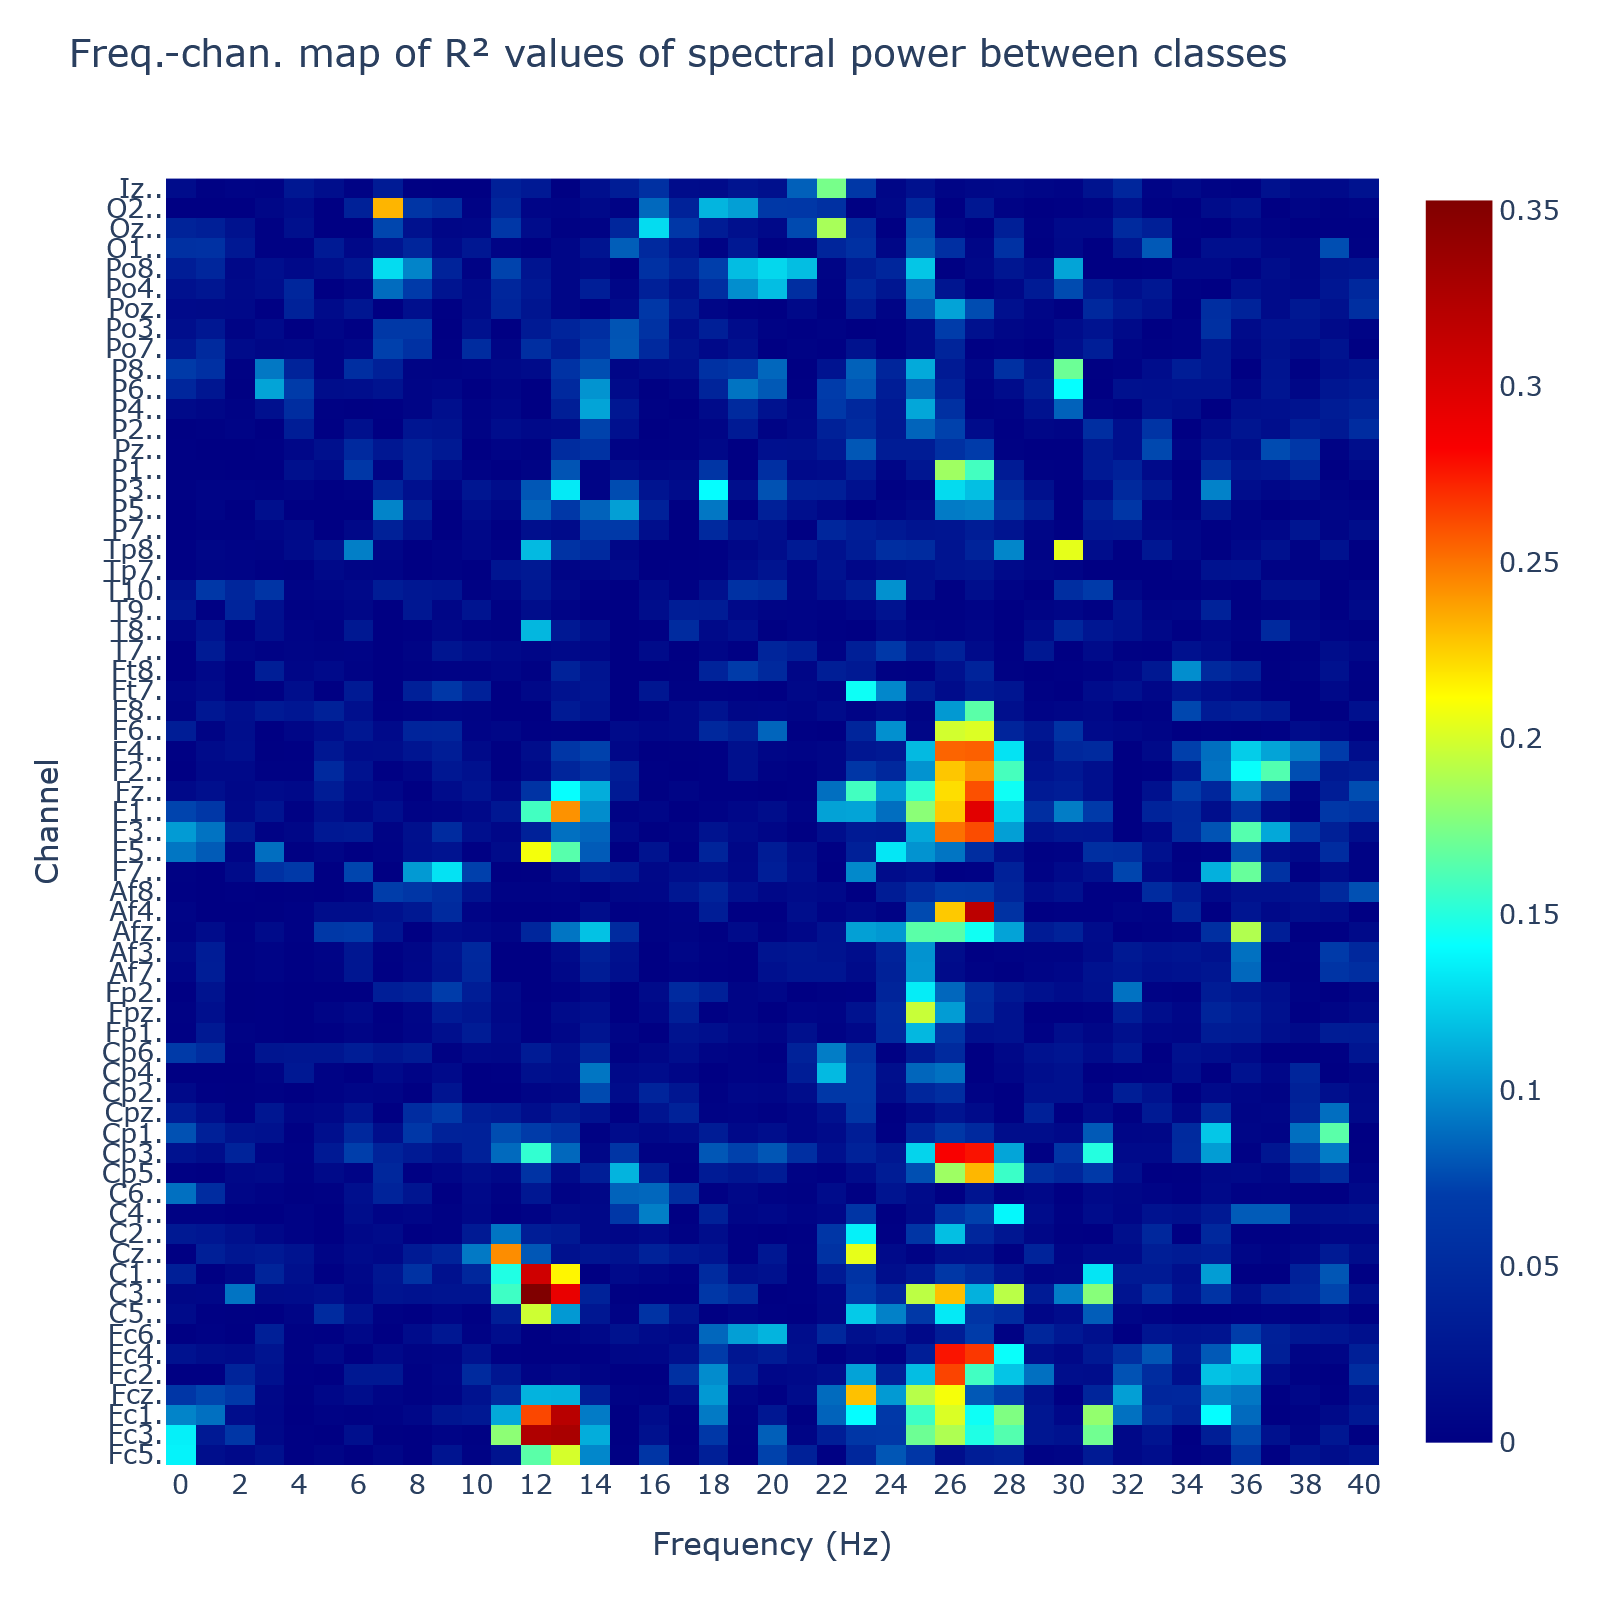 Freq.-chan. map of R² values of spectral power between classes
Iz..
O2..
Oz..
O1..
Po8.
Po4.
Poz.
Po3.
Po7.
P8..
P6..
P4..
P2..
Pz..
P1..
P3..
P5..
P7..
Tp8.
Tp7.
T10.
T9..
T8..
T7..
Ft8.
Ft7.
F8..
F6..
F4..
F2..
Fz..
F1..
F3..
F5..
F7..
Af8.
Af4.
Afz.
Af3.
Af7.
Fp2.
Fpz.
Fp1.
Cp6.
Cp4.
Cp2.
Cpz.
Cp1.
Cp3.
Cp5.
C6..
C4..
C2..
Cz..
C1..
C3..
C5..
Fc6.
Fc4.
Fc2.
Fcz.
Fc1.
Fc3.
Fc5.
Channel
0 2 4 6 8 10 12 14 16 18 20 22 24 26 28 30 32 34 36 38 40
Frequency (Hz)
0.35
0.3
0.25
0.2
0.15
0.1
0.05
0